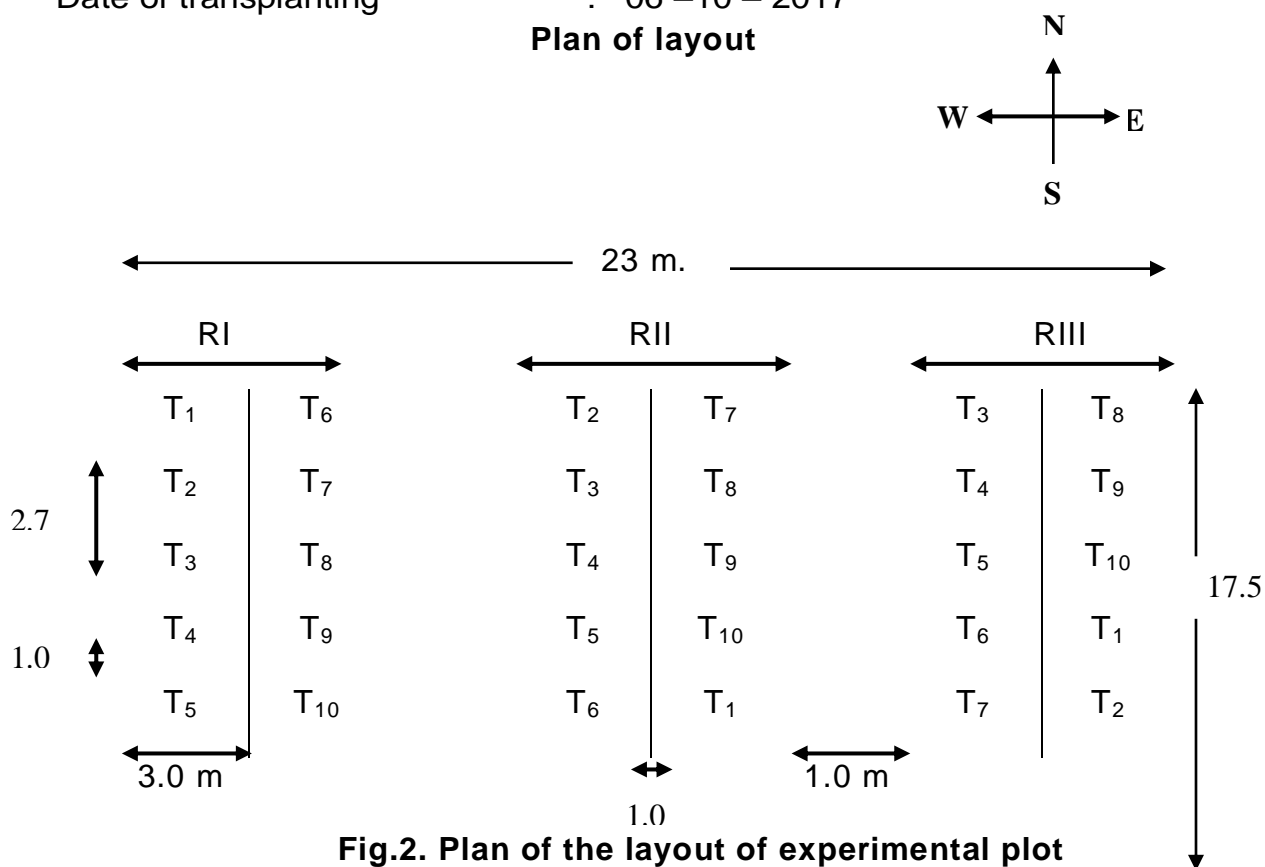 Date of transplanting : 06 –10 – 2017
Plan of layout
N
W E
S
23 m.
RI RII RIII
T₁ T₆ T₂ T₇ T₃ T₈
T₂ T₇ T₃ T₈ T₄ T₉
2.7
T₃ T₈ T₄ T₉ T₅ T₁₀
17.5
T₄ T₉ T₅ T₁₀ T₆ T₁
1.0
T₅ T₁₀ T₆ T₁ T₇ T₂
3.0 m 1.0 m
1.0
Fig.2. Plan of the layout of experimental plot